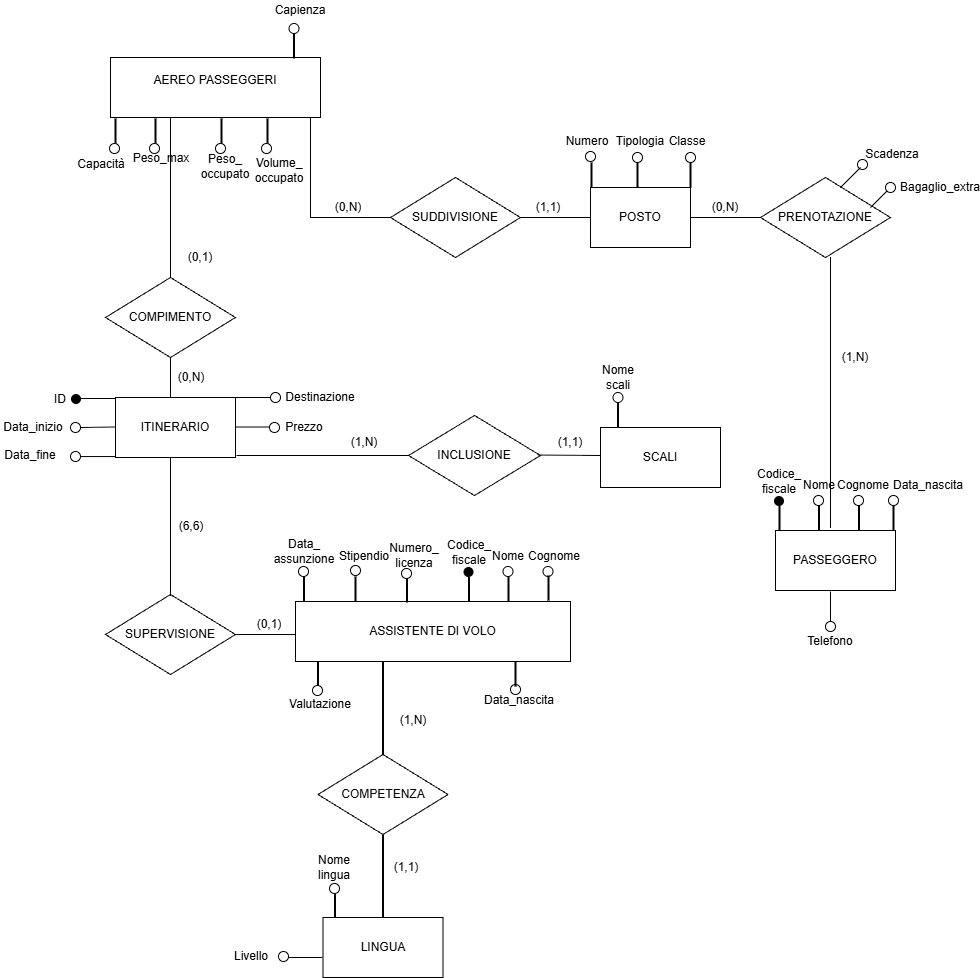 Capienza
AEREO PASSEGGERI
Capacità
Peso_max
Peso_
occupato
Volume_
occupato
Numero
Tipologia
Classe
Scadenza
Bagaglio_extra
(0,N)
SUDDIVISIONE
(1,1)
POSTO
(0,N)
PRENOTAZIONE
(0,1)
COMPIMENTO
(1,N)
(0,N)
Nome
scali
ID
Destinazione
Data_inizio
ITINERARIO
Prezzo
Data_fine
(1,N)
INCLUSIONE
(1,1)
SCALI
Codice_
fiscale
Nome
Cognome
Data_nascita
(6,6)
PASSEGGERO
Telefono
Data_
assunzione
Stipendio
Numero_
licenza
Codice_
fiscale
Nome
Cognome
SUPERVISIONE
(0,1)
ASSISTENTE DI VOLO
Valutazione
Data_nascita
(1,N)
COMPETENZA
Nome
lingua
(1,1)
Livello
LINGUA